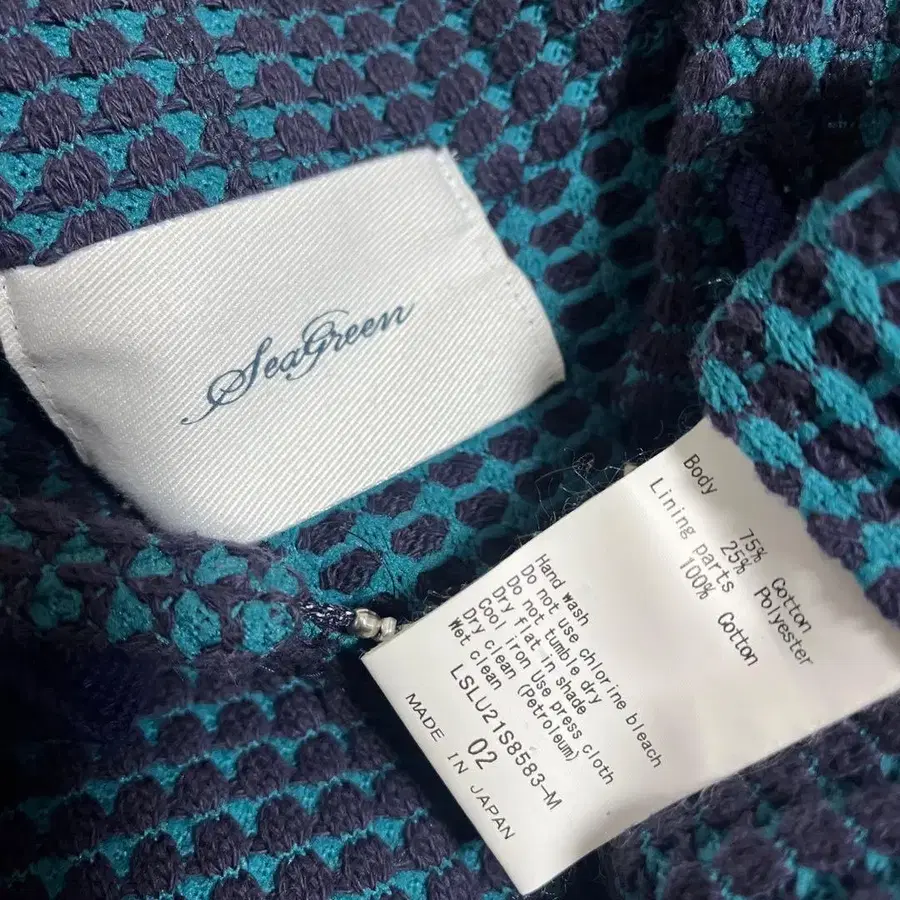 SeaGreen
Body
75% Cotton
25% Polyester
Lining parts
100% Cotton
Hand wash
Do not use chlorine bleach
Do not tumble dry
Dry flat in shade
Cool iron Use press cloth
Dry clean (Petroleum)
Wet clean
LSLU21S8583-M
02
MADE IN JAPAN